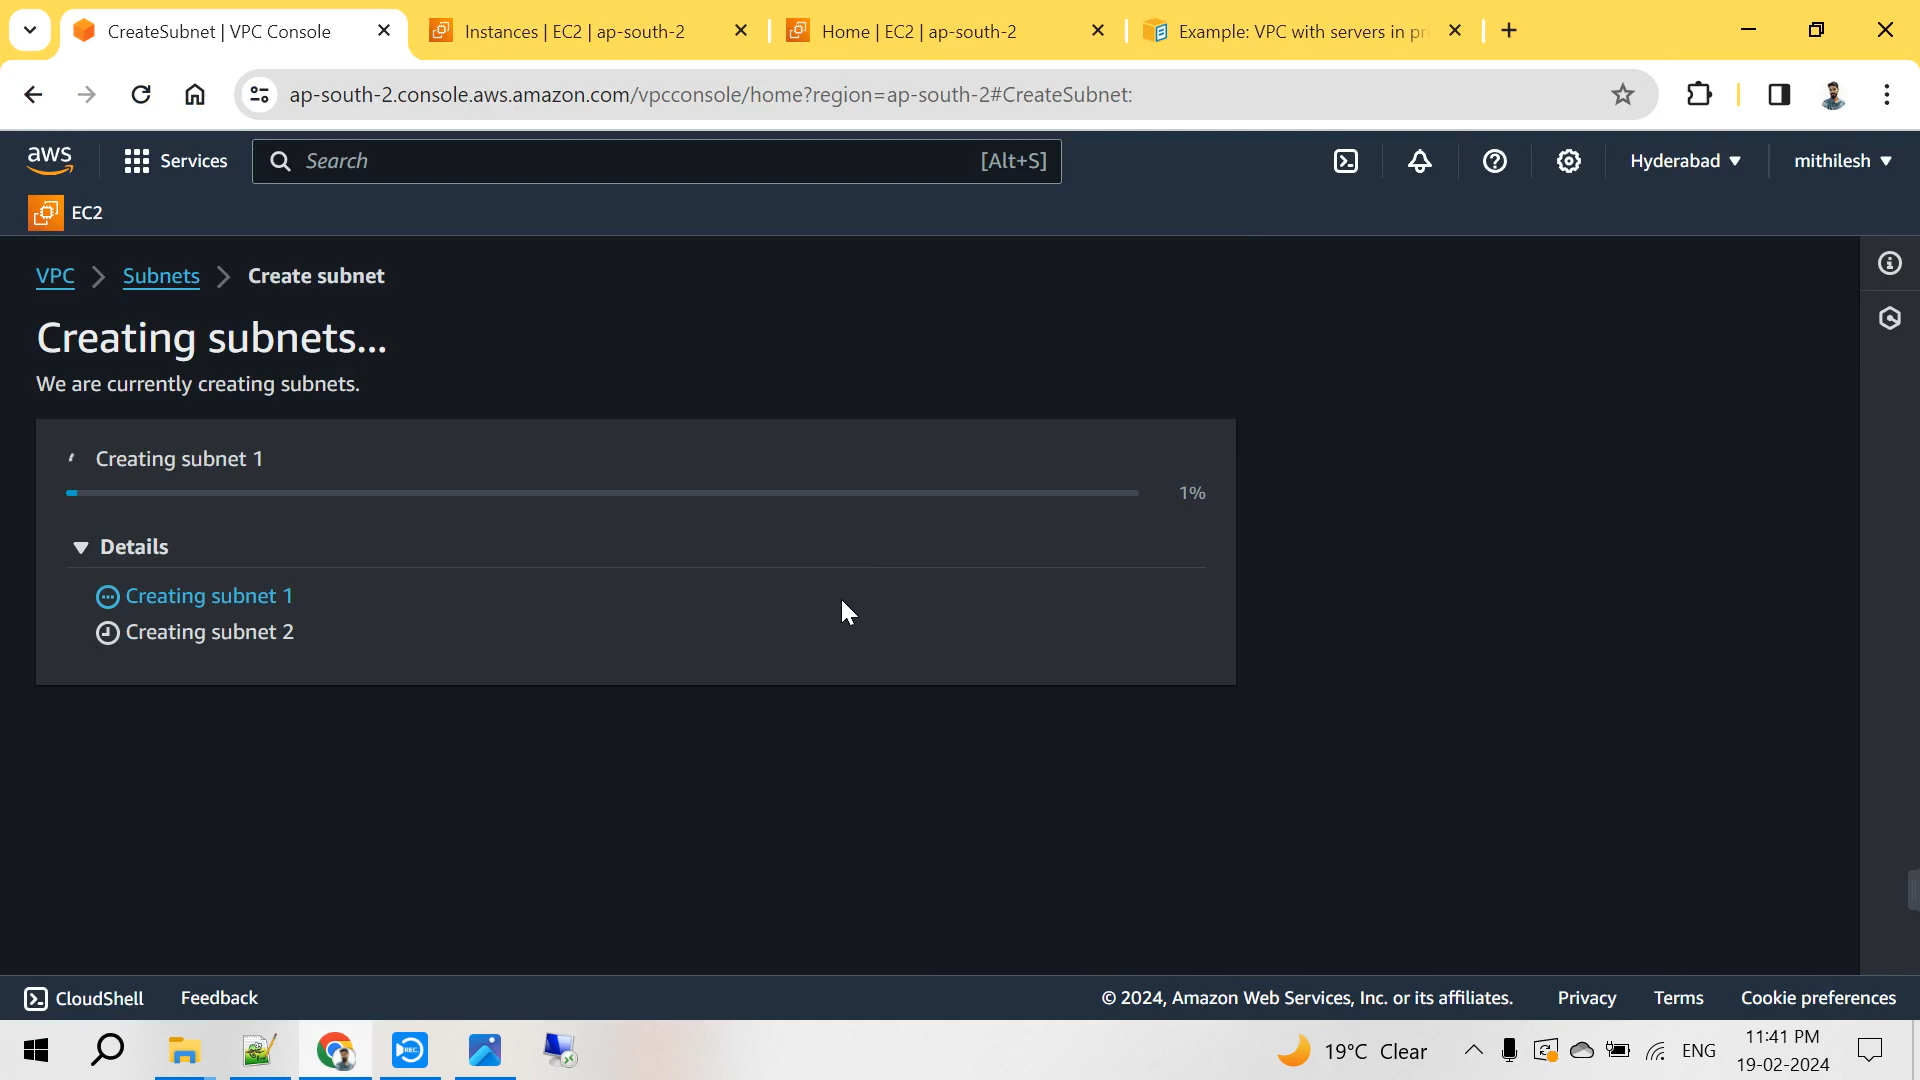 CreateSubnet | VPC Console
Instances | EC2 | ap-south-2
Home | EC2 | ap-south-2
Example: VPC with servers in pri
ap-south-2.console.aws.amazon.com/vpcconsole/home?region=ap-south-2#CreateSubnet:
aws
Services
Search
[Alt+S]
Hyderabad
mithilesh
EC2
VPC
Subnets
Create subnet
Creating subnets...
We are currently creating subnets.
Creating subnet 1
1%
Details
Creating subnet 1
Creating subnet 2
CloudShell
Feedback
© 2024, Amazon Web Services, Inc. or its affiliates.
Privacy
Terms
Cookie preferences
REC
19°C Clear
ENG
11:41 PM
19-02-2024